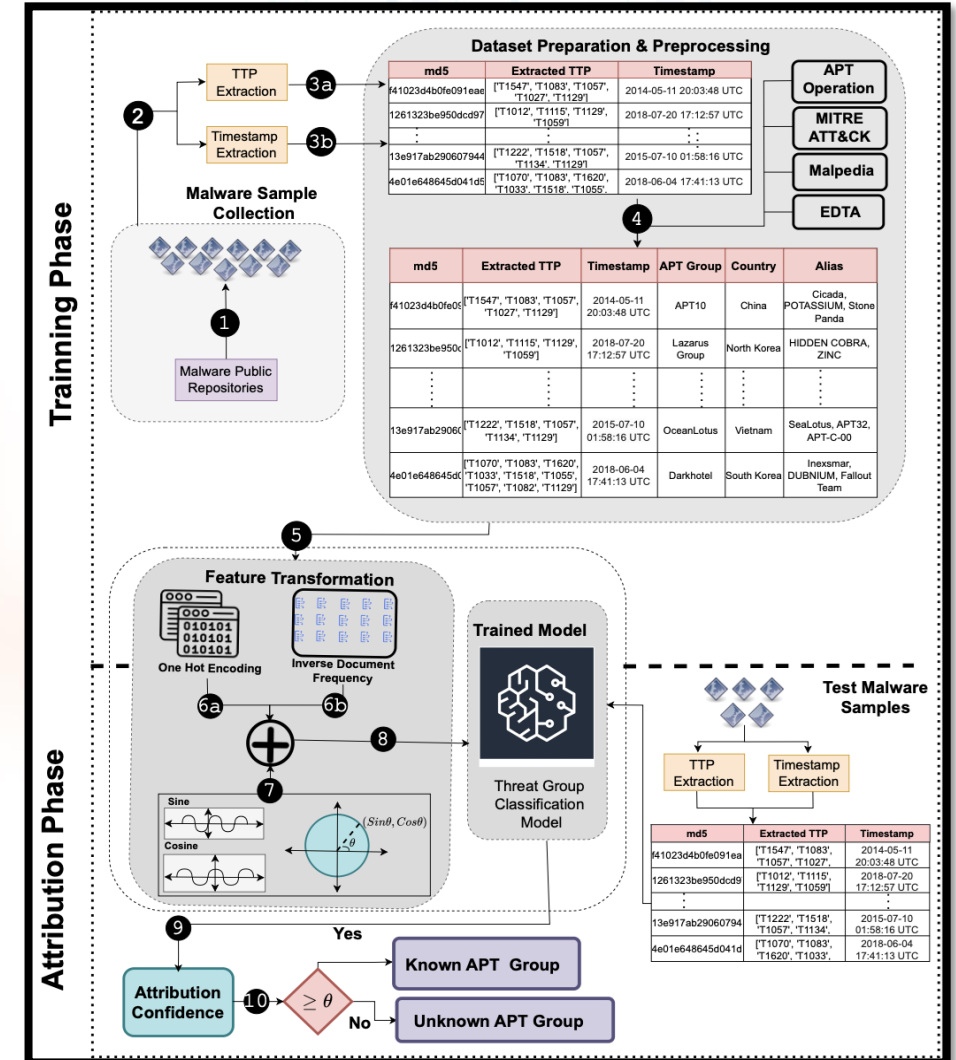 Trainning Phase
Dataset Preparation & Preprocessing
TTP
Extraction
3a
2
Timestamp
Extraction
3b
md5 Extracted TTP Timestamp
f41023d4b0fe091eae ['T1547', 'T1083', 'T1057', 'T1027', 'T1129'] 2014-05-11 20:03:48 UTC
1261323be950dcd97 ['T1012', 'T1115', 'T1129', 'T1059'] 2018-07-20 17:12:57 UTC
13e917ab290607944 ['T1222', 'T1518', 'T1057', 'T1134', 'T1129'] 2015-07-10 01:58:16 UTC
4e01e648645d041d5 ['T1070', 'T1083', 'T1620', 'T1033', 'T1518', 'T1055', 2018-06-04 17:41:13 UTC
APT
Operation
MITRE
ATT&CK
Malpedia
EDTA
4
Malware Sample
Collection
1
Malware Public
Repositories
md5 Extracted TTP Timestamp APT Group Country Alias
f41023d4b0fe09 ['T1547', 'T1083', 'T1057', 'T1027', 'T1129'] 2014-05-11 20:03:48 UTC APT10 China Cicada, POTASSIUM, Stone Panda
1261323be950c ['T1012', 'T1115', 'T1129', 'T1059'] 2018-07-20 17:12:57 UTC Lazarus Group North Korea HIDDEN COBRA, ZINC
13e917ab29060 ['T1222', 'T1518', 'T1057', 'T1134', 'T1129'] 2015-07-10 01:58:16 UTC OceanLotus Vietnam SeaLotus, APT32, APT-C-00
4e01e648645d0 ['T1070', 'T1083', 'T1620', 'T1033', 'T1518', 'T1055', 'T1057', 'T1082', 'T1129'] 2018-06-04 17:41:13 UTC Darkhotel South Korea Inexsmar, DUBNIUM, Fallout Team
5
Attribution Phase
Feature Transformation
010101
010101
010101
One Hot Encoding
Inverse Document
Frequency
6a
6b
8
7
Sine
Cosine
(Sinθ, Cosθ)
θ
Trained Model
Threat Group
Classification
Model
Test Malware
Samples
TTP
Extraction
Timestamp
Extraction
md5 Extracted TTP Timestamp
f41023d4b0fe091ea ['T1547', 'T1083', 'T1057', 'T1027', 2014-05-11 20:03:48 UTC
1261323be950dcd9 ['T1012', 'T1115', 'T1129', 'T1059'] 2018-07-20 17:12:57 UTC
13e917ab29060794 ['T1222', 'T1518', 'T1057', 'T1134', 2015-07-10 01:58:16 UTC
4e01e648645d041d ['T1070', 'T1083', 'T1620', 'T1033', 2018-06-04 17:41:13 UTC
9
Attribution
Confidence
10
≥ θ
Yes
No
Known APT Group
Unknown APT Group